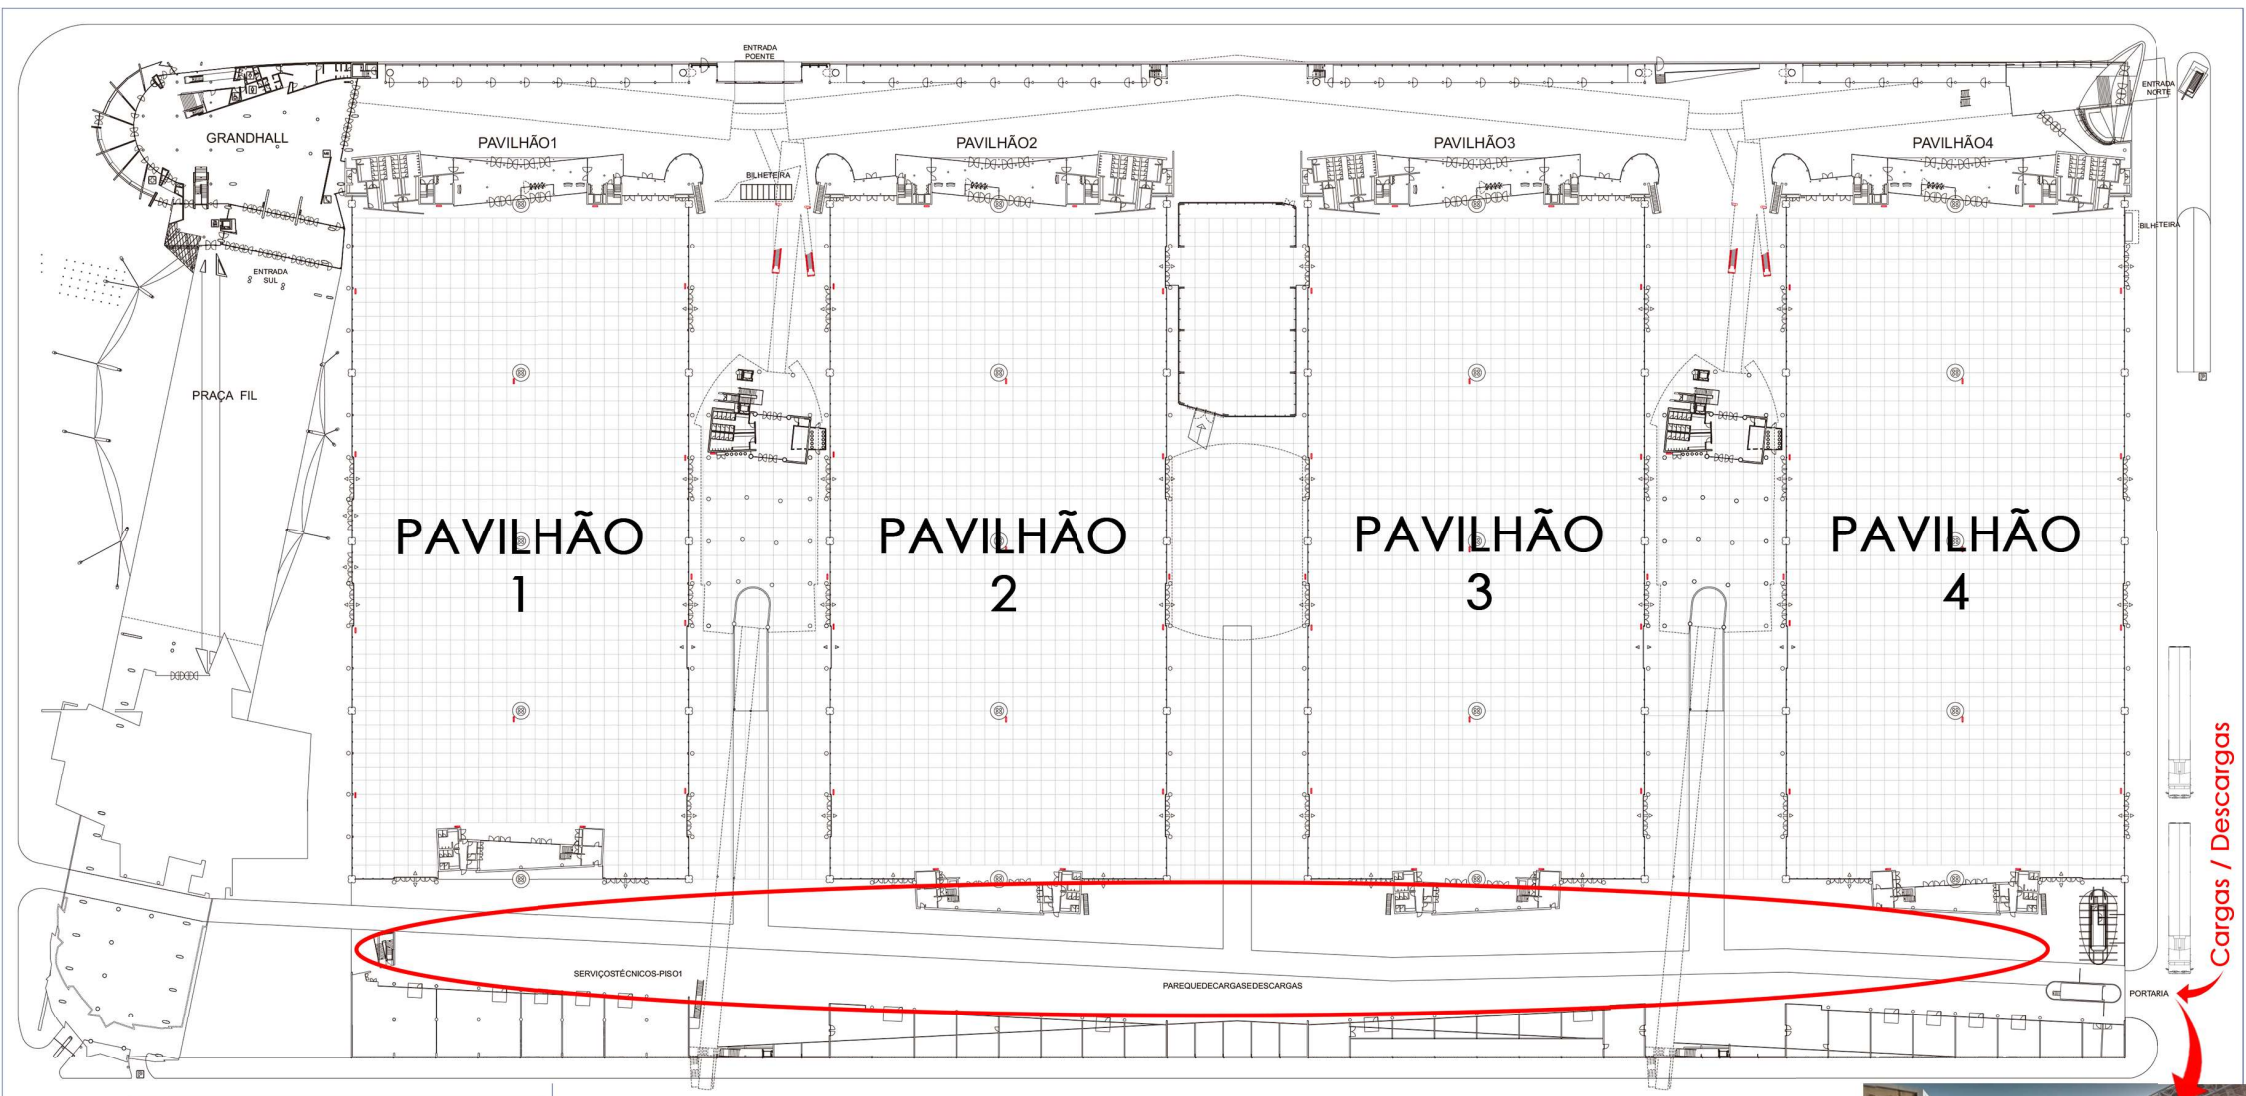 ENTRADA
POENTE
ENTRADA
NORTE
GRANDHALL
PAVILHÃO1
PAVILHÃO2
PAVILHÃO3
PAVILHÃO4
BILHETEIRA
BILHETEIRA
ENTRADA
SUL
PRAÇA FIL
PAVILHÃO
1
PAVILHÃO
2
PAVILHÃO
3
PAVILHÃO
4
Cargas / Descargas
SERVIÇOSTÉCNICOS-PISO1
PAREQUEDECARGASEDESCARGAS
PORTARIA